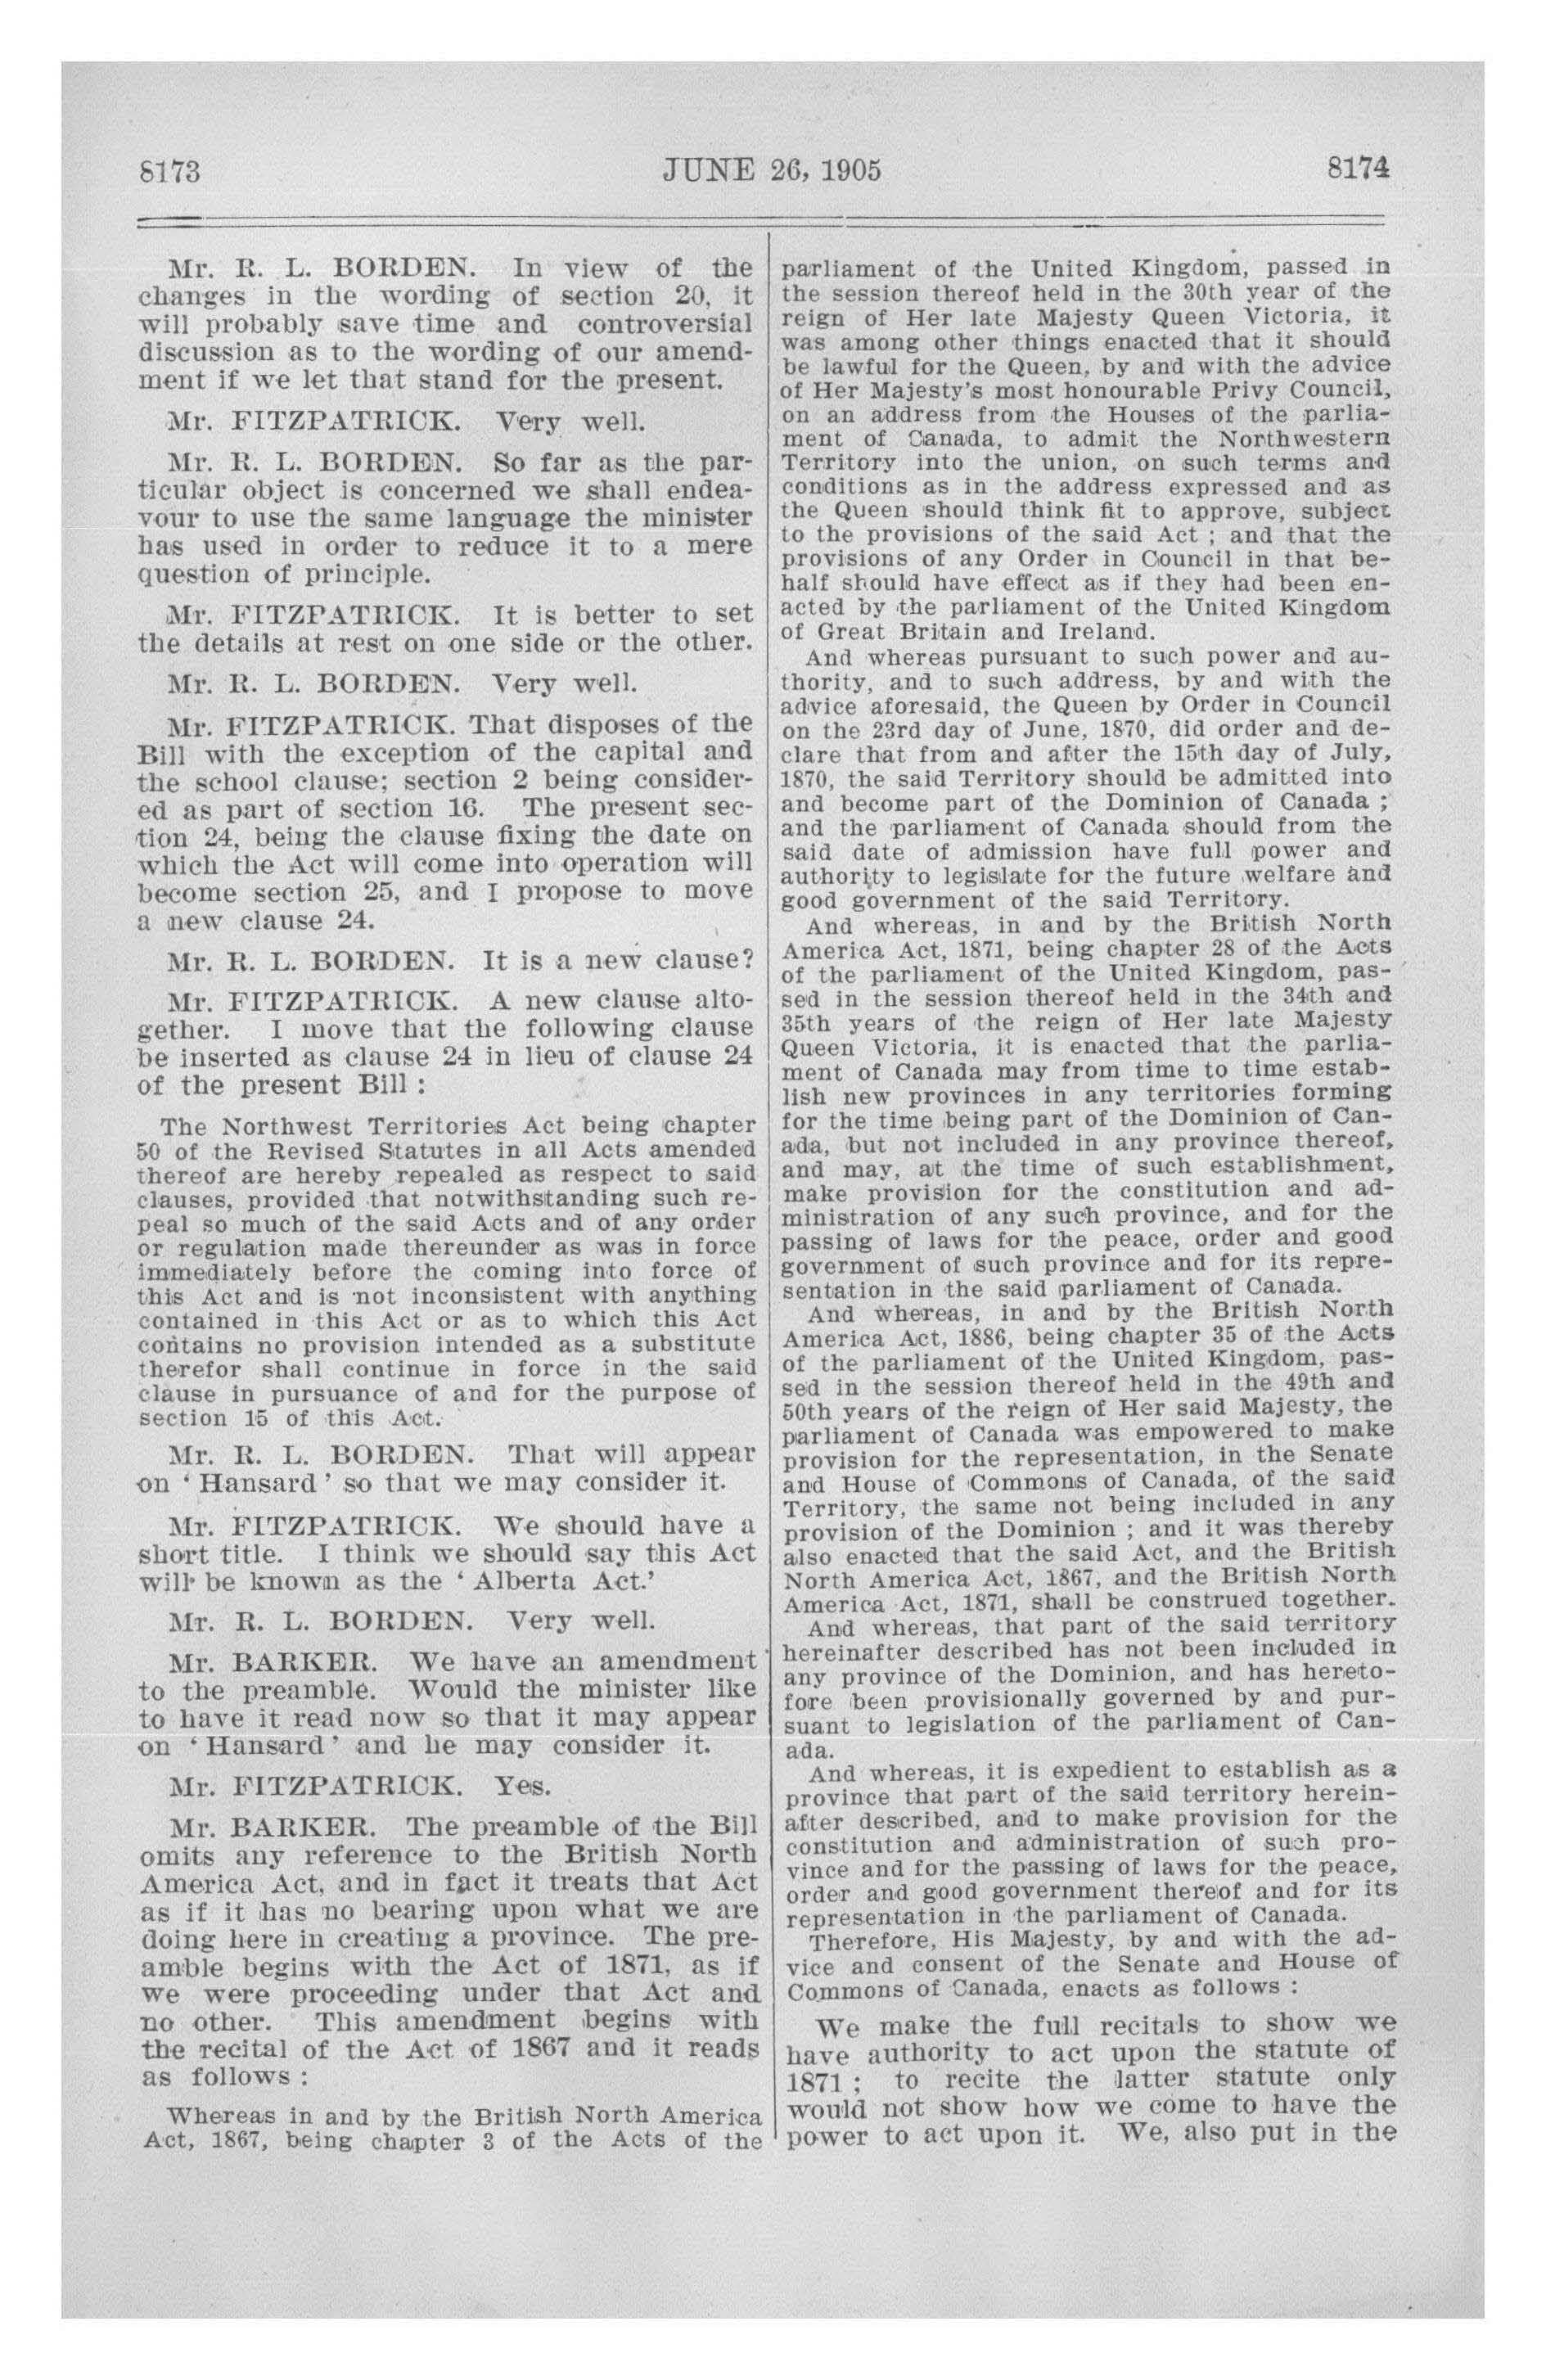 8173 JUNE 26, 1905 8174
Mr. R. L. BORDEN. In view of the
changes in the wording of section 20, it
will probably save time and controversial
discussion as to the wording of our amend-
ment if we let that stand for the present.
Mr. FITZPATRICK. Very well.
Mr. R. L. BORDEN. So far as the par-
ticular object is concerned we shall endea-
vour to use the same language the minister
has used in order to reduce it to a mere
question of principle.
Mr. FITZPATRICK. It is better to set
the details at rest on one side or the other.
Mr. R. L. BORDEN. Very well.
Mr. FITZPATRICK. That disposes of the
Bill with the exception of the capital and
the school clause; section 2 being consider-
ed as part of section 16. The present sec-
tion 24, being the clause fixing the date on
which the Act will come into operation will
become section 25, and I propose to move
a new clause 24.
Mr. R. L. BORDEN. It is a new clause?
Mr. FITZPATRICK. A new clause alto-
gether. I move that the following clause
be inserted as clause 24 in lieu of clause 24
of the present Bill :
The Northwest Territories Act being chapter
50 of the Revised Statutes in all Acts amended
thereof are hereby repealed as respect to said
clauses, provided that notwithstanding such re-
peal so much of the said Acts and of any order
or regulation made thereunder as was in force
immediately before the coming into force of
this Act and is not inconsistent with anything
contained in this Act or as to which this Act
contains no provision intended as a substitute
therefor shall continue in force in the said
clause in pursuance of and for the purpose of
section 15 of this Act.
Mr. R. L. BORDEN. That will appear
on ‘ Hansard ’ so that we may consider it.
Mr. FITZPATRICK. We should have a
short title. I think we should say this Act
will be known as the ‘ Alberta Act.’
Mr. R. L. BORDEN. Very well.
Mr. BARKER. We have an amendment
to the preamble. Would the minister like
to have it read now so that it may appear
on ‘ Hansard ’ and he may consider it.
Mr. FITZPATRICK. Yes.
Mr. BARKER. The preamble of the Bill
omits any reference to the British North
America Act, and in fact it treats that Act
as if it has no bearing upon what we are
doing here in creating a province. The pre-
amble begins with the Act of 1871, as if
we were proceeding under that Act and
no other. This amendment begins with
the recital of the Act of 1867 and it reads
as follows :
Whereas in and by the British North America
Act, 1867, being chapter 3 of the Acts of the
parliament of the United Kingdom, passed in
the session thereof held in the 30th year of the
reign of Her late Majesty Queen Victoria, it
was among other things enacted that it should
be lawful for the Queen, by and with the advice
of Her Majesty's most honourable Privy Council,
on an address from the Houses of the parlia-
ment of Canada, to admit the Northwestern
Territory into the union, on such terms and
conditions as in the address expressed and as
the Queen should think fit to approve, subject
to the provisions of the said Act ; and that the
provisions of any Order in Council in that be-
half should have effect as if they had been en-
acted by the parliament of the United Kingdom
of Great Britain and Ireland.
And whereas pursuant to such power and au-
thority, and to such address, by and with the
advice aforesaid, the Queen by Order in Council
on the 23rd day of June, 1870, did order and de-
clare that from and after the 15th day of July,
1870, the said Territory should be admitted into
and become part of the Dominion of Canada ;
and the parliament of Canada should from the
said date of admission have full power and
authority to legislate for the future welfare and
good government of the said Territory.
And whereas, in and by the British North
America Act, 1871, being chapter 28 of the Acts
of the parliament of the United Kingdom, pas-
sed in the session thereof held in the 34th and
35th years of the reign of Her late Majesty
Queen Victoria, it is enacted that the parlia-
ment of Canada may from time to time estab-
lish new provinces in any territories forming
for the time being part of the Dominion of Can-
ada, but not included in any province thereof,
and may, at the time of such establishment,
make provision for the constitution and ad-
ministration of any such province, and for the
passing of laws for the peace, order and good
government of such province and for its repre-
sentation in the said parliament of Canada.
And whereas, in and by the British North
America Act, 1886, being chapter 35 of the Acts
of the parliament of the United Kingdom, pas-
sed in the session thereof held in the 49th and
50th years of the reign of Her said Majesty, the
parliament of Canada was empowered to make
provision for the representation, in the Senate
and House of Commons of Canada, of the said
Territory, the same not being included in any
provision of the Dominion ; and it was thereby
also enacted that the said Act, and the British
North America Act, 1867, and the British North
America Act, 1871, shall be construed together.
And whereas, that part of the said territory
hereinafter described has not been included in
any province of the Dominion, and has hereto-
fore been provisionally governed by and pur-
suant to legislation of the parliament of Can-
ada.
And whereas, it is expedient to establish as a
province that part of the said territory herein-
after described, and to make provision for the
constitution and administration of such pro-
vince and for the passing of laws for the peace,
order and good government thereof and for its
representation in the parliament of Canada.
Therefore, His Majesty, by and with the ad-
vice and consent of the Senate and House of
Commons of Canada, enacts as follows :
We make the full recitals to show we
have authority to act upon the statute of
1871 ; to recite the latter statute only
would not show how we come to have the
power to act upon it. We, also put in the